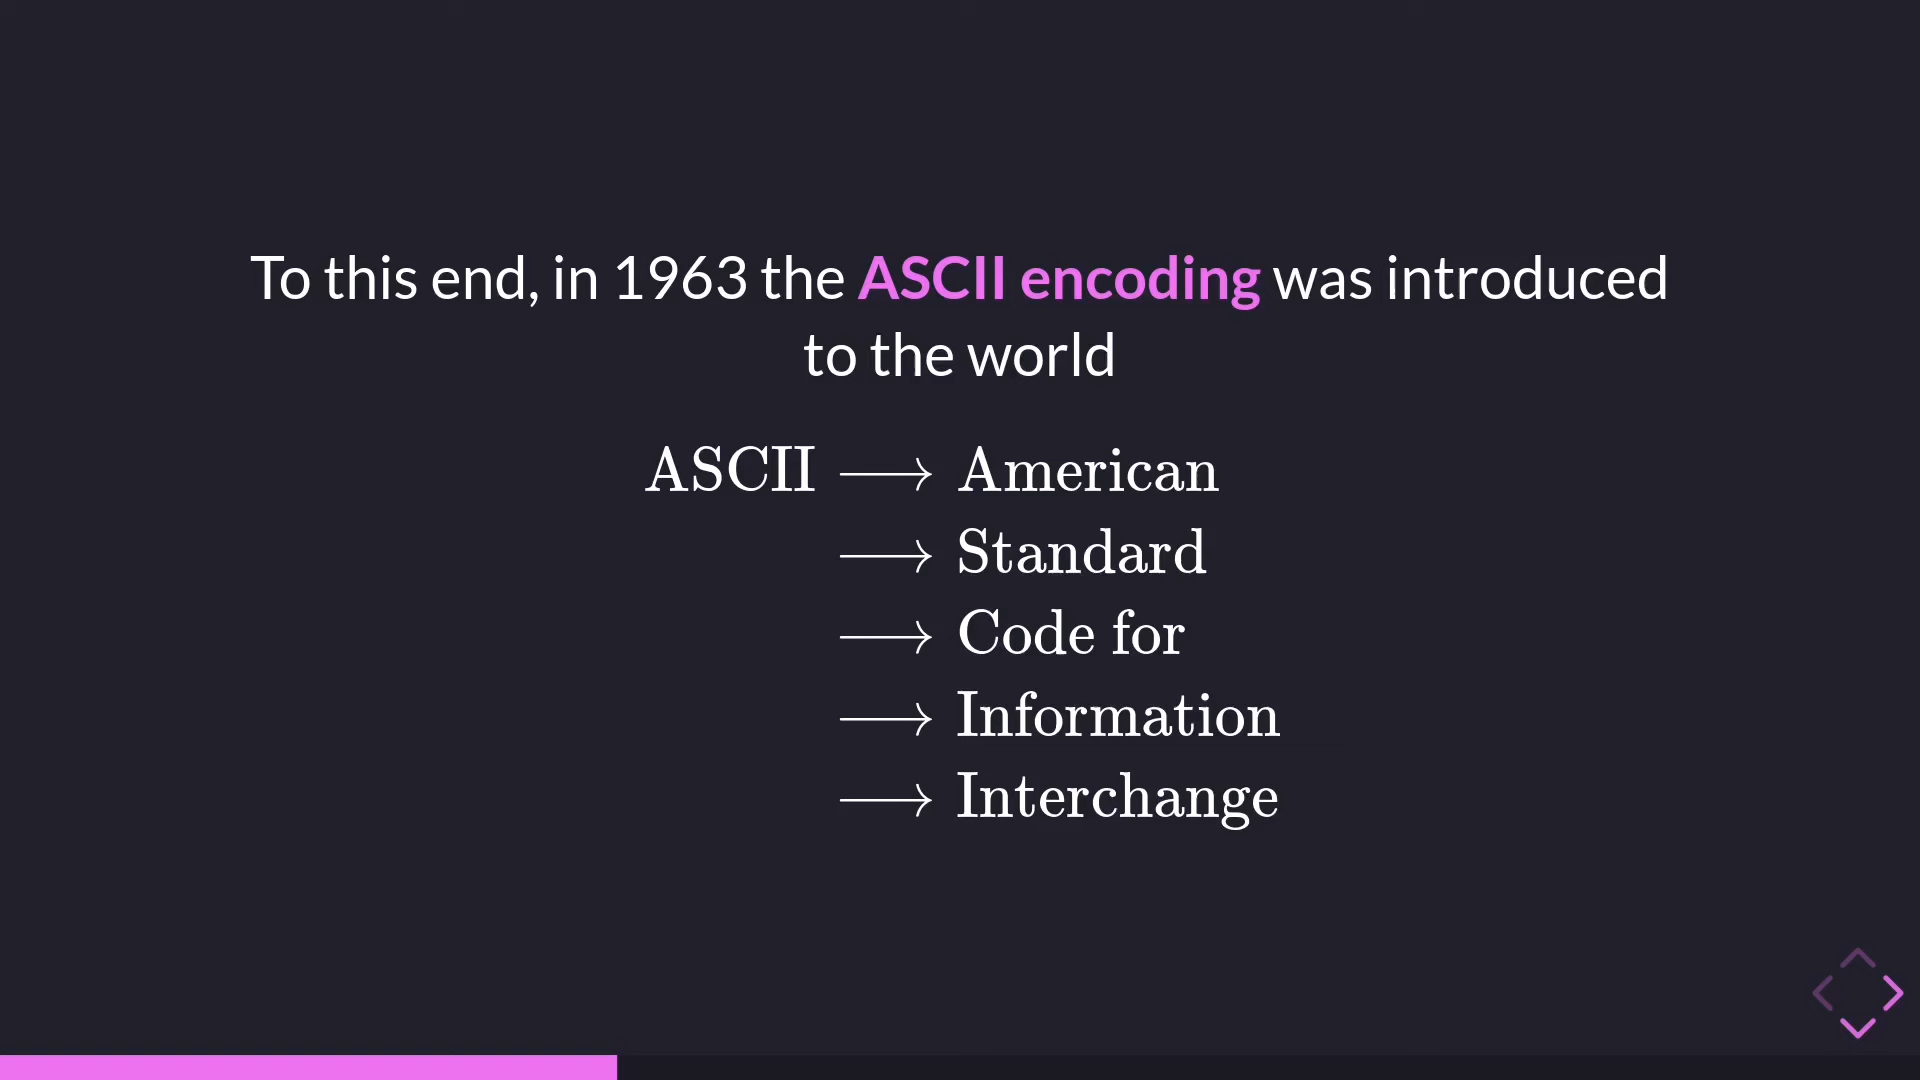 To this end, in 1963 the ASCII encoding was introduced
to the world
ASCII ⟶ American
⟶ Standard
⟶ Code for
⟶ Information
⟶ Interchange